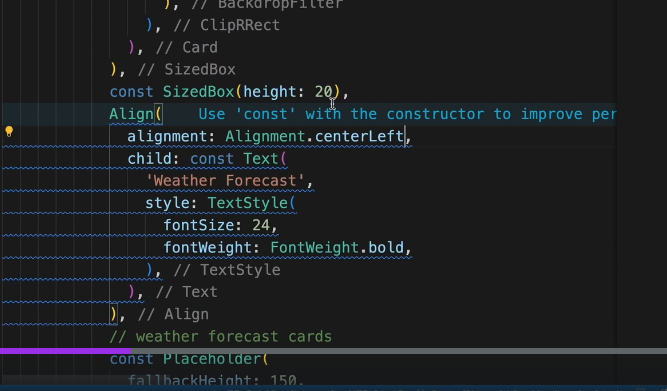 ), // BackdropFilter
), // ClipRRect
), // Card
), // SizedBox
const SizedBox(height: 20),
Align(    Use 'const' with the constructor to improve per
alignment: Alignment.centerLeft,
child: const Text(
'Weather Forecast',
style: TextStyle(
fontSize: 24,
fontWeight: FontWeight.bold,
), // TextStyle
), // Text
), // Align
// weather forecast cards
const Placeholder(
fallbackHeight: 150,